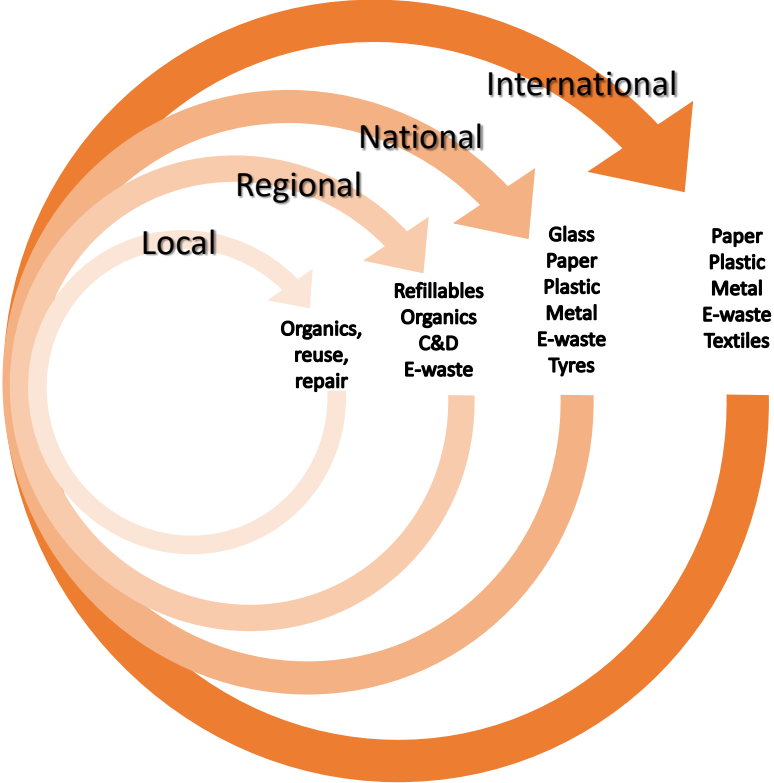 International
National
Regional
Local
Organics,
reuse,
repair
Refillables
Organics
C&D
E-waste
Glass
Paper
Plastic
Metal
E-waste
Tyres
Paper
Plastic
Metal
E-waste
Textiles